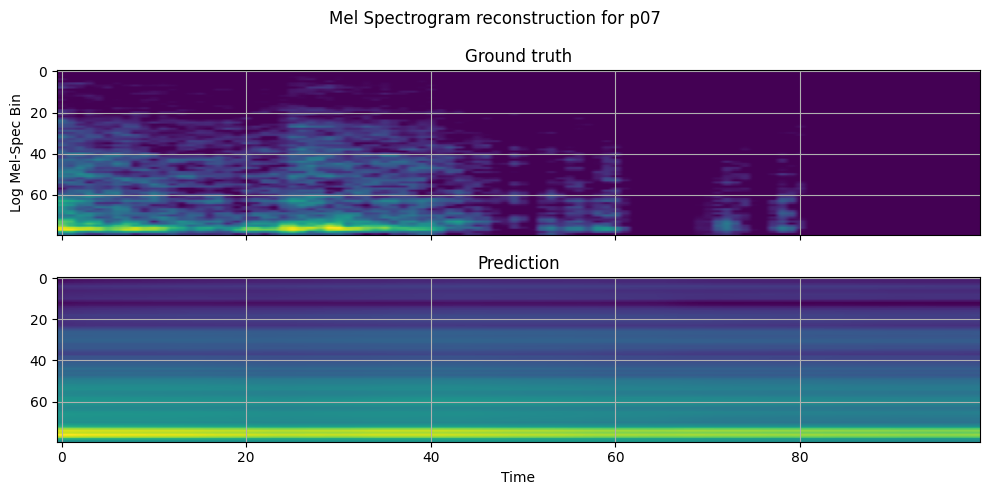 Mel Spectrogram reconstruction for p07
Ground truth
Log Mel-Spec Bin
0
20
40
60
Prediction
0
20
40
60
0 20 40 60 80
Time